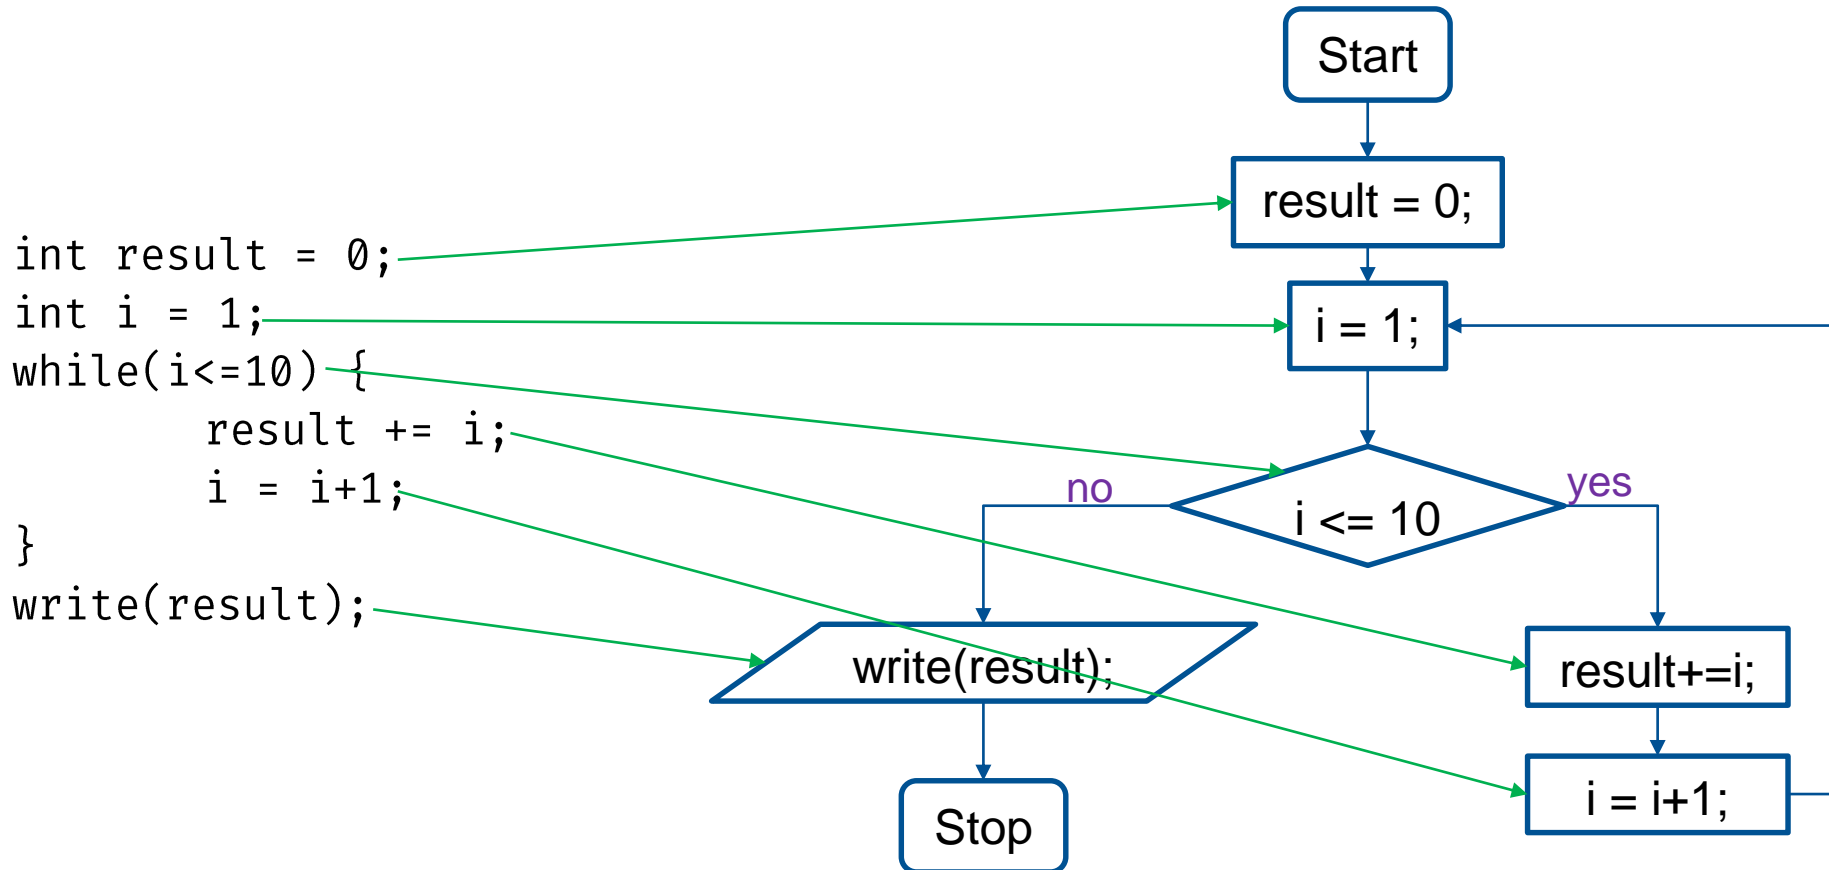 int result = 0;
int i = 1;
while(i<=10) {
result += i;
i = i+1;
}
write(result);
Start
result = 0;
i = 1;
i <= 10
no
yes
write(result);
result+=i;
i = i+1;
Stop